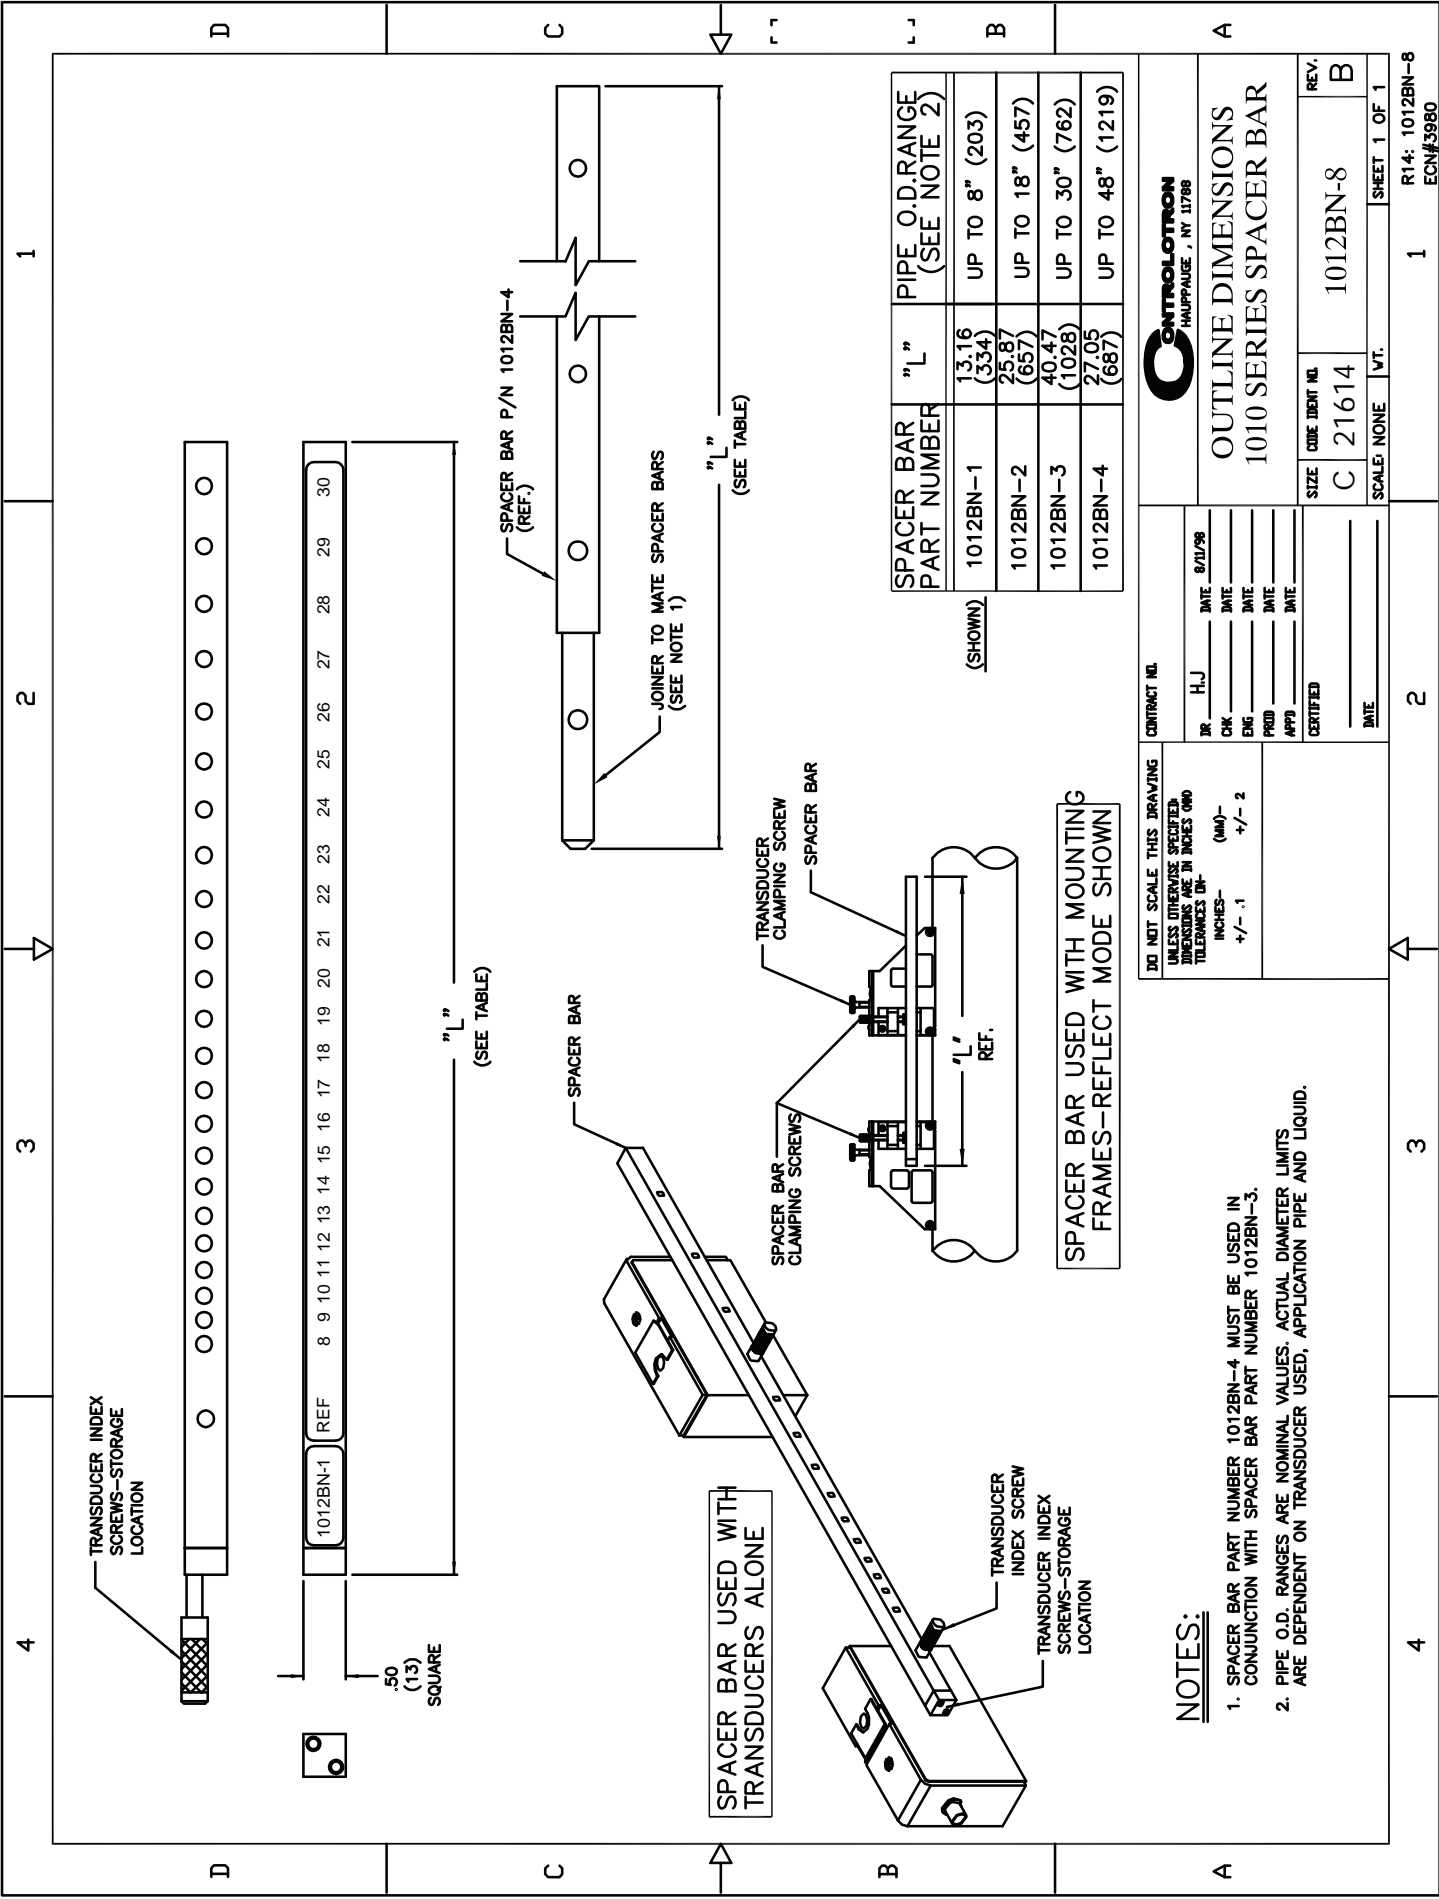 4
3
2
1
D
C
B
A
TRANSDUCER INDEX
SCREWS-STORAGE
LOCATION
.50
(13)
SQUARE
1012BN-1
REF 8 9 10 11 12 13 14 15 16 17 18 19 20 21 22 23 24 25 26 27 28 29 30
"L"
(SEE TABLE)
SPACER BAR P/N 1012BN-4
(REF.)
JOINER TO MATE SPACER BARS
(SEE NOTE 1)
"L"
(SEE TABLE)
SPACER BAR USED WITH
TRANSDUCERS ALONE
SPACER BAR
TRANSDUCER
INDEX SCREW
TRANSDUCER INDEX
SCREWS-STORAGE
LOCATION
TRANSDUCER
CLAMPING SCREW
SPACER BAR
SPACER BAR
CLAMPING SCREWS
"L"
REF.
SPACER BAR USED WITH MOUNTING
FRAMES-REFLECT MODE SHOWN
SPACER BAR
PART NUMBER
"L"
PIPE O.D.RANGE
(SEE NOTE 2)
(SHOWN)
1012BN-1 13.16 (334) UP TO 8" (203)
1012BN-2 25.87 (657) UP TO 18" (457)
1012BN-3 40.47 (1028) UP TO 30" (762)
1012BN-4 27.05 (687) UP TO 48" (1219)
NOTES:
1. SPACER BAR PART NUMBER 1012BN-4 MUST BE USED IN
CONJUNCTION WITH SPACER BAR PART NUMBER 1012BN-3.
2. PIPE O.D. RANGES ARE NOMINAL VALUES. ACTUAL DIAMETER LIMITS
ARE DEPENDENT ON TRANSDUCER USED, APPLICATION PIPE AND LIQUID.
DO NOT SCALE THIS DRAWING
UNLESS OTHERWISE SPECIFIED:
DIMENSIONS ARE IN INCHES (MM)
TOLERANCES ON-
INCHES- (MM)-
+/- .1 +/- 2
CONTRACT NO.
DR H.J DATE 8/11/98
CHK DATE
ENG DATE
PROD DATE
APPD DATE
CERTIFIED
DATE
CONTROLOTRON
HAUPPAUGE , NY 11788
OUTLINE DIMENSIONS
1010 SERIES SPACER BAR
SIZE
C
CODE IDENT NO.
21614
1012BN-8
REV.
B
SCALE: NONE
WT.
SHEET 1 OF 1
R14: 1012BN-8
ECN#3980
4
3
2
1
D
C
B
A